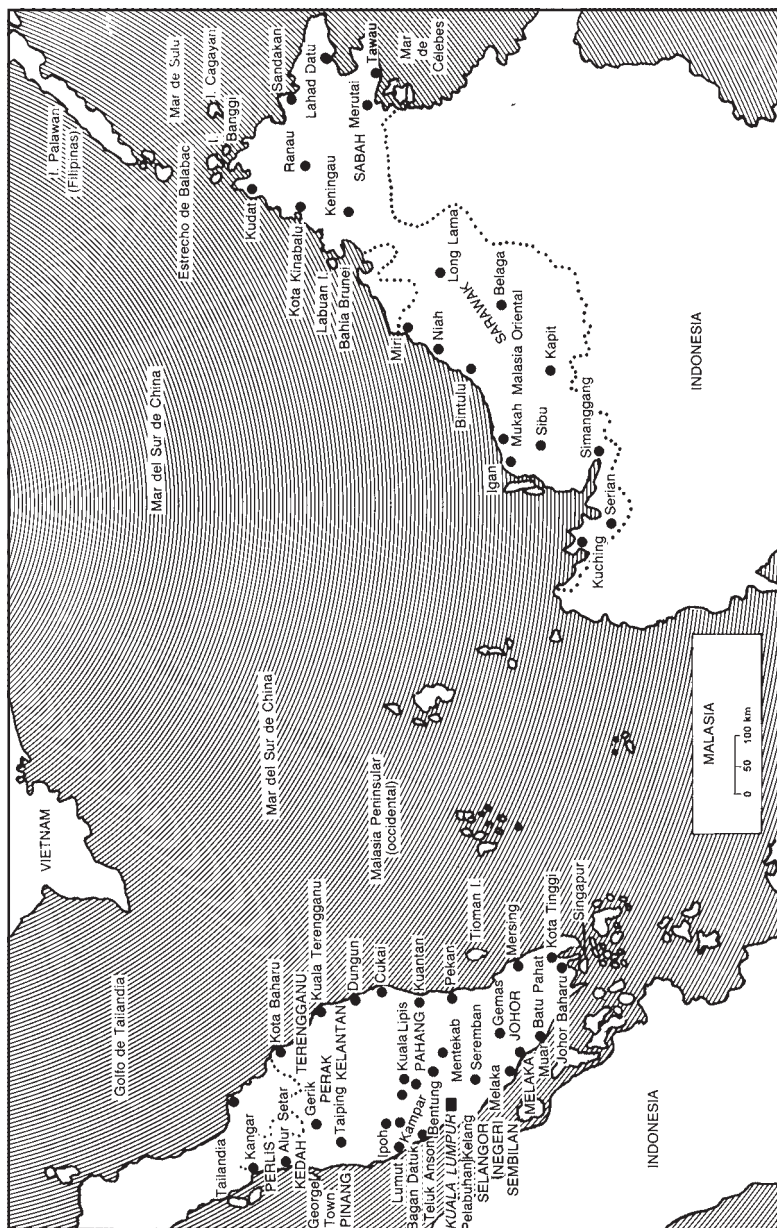 I. Palawan
(Filipinas)
Mar de Sulu
I. Cagayan
I.
Banggi
Estrecho de Balabac
Sandakan
Lahad Datu
Tawau
Mar
de
Célebes
Merutai
SABAH
Ranau
Keningau
Kudat
Kota Kinabalu
Labuan I.
Bahía Brunei
Mar del Sur de China
Miri
Niah
Long Lama
SARAWAK
Belaga
Bintulu
Malasia Oriental
Mukah
Kapit
Sibu
Igan
Simanggang
Serian
Kuching
INDONESIA
VIETNAM
Mar del Sur de China
Malasia Peninsular
(occidental)
Golfo de Tailandia
Kota Baharu
TERENGGANU
Kuala Terengganu
KELANTAN
Dungun
Cukai
Kuantan
Pekan
Tioman I.
Mersing
Kota Tinggi
Singapur
Tailandia
Kangar
PERLIS
Alur Setar
KEDAH
George
Town
PINANG
Gerik
PERAK
Taiping
Ipoh
Lumut
Kampar
Bagan Datuk
Teluk Anson
Kuala Lipis
PAHANG
Bentung
Mentekab
KUALA LUMPUR
Pelabuhan Kelang
SELANGOR
Seremban
NEGERI
SEMBILAN
Melaka
MELAKA
Gemas
JOHOR
Muar
Batu Pahat
Johor Baharu
INDONESIA
MALASIA
0 50 100 km